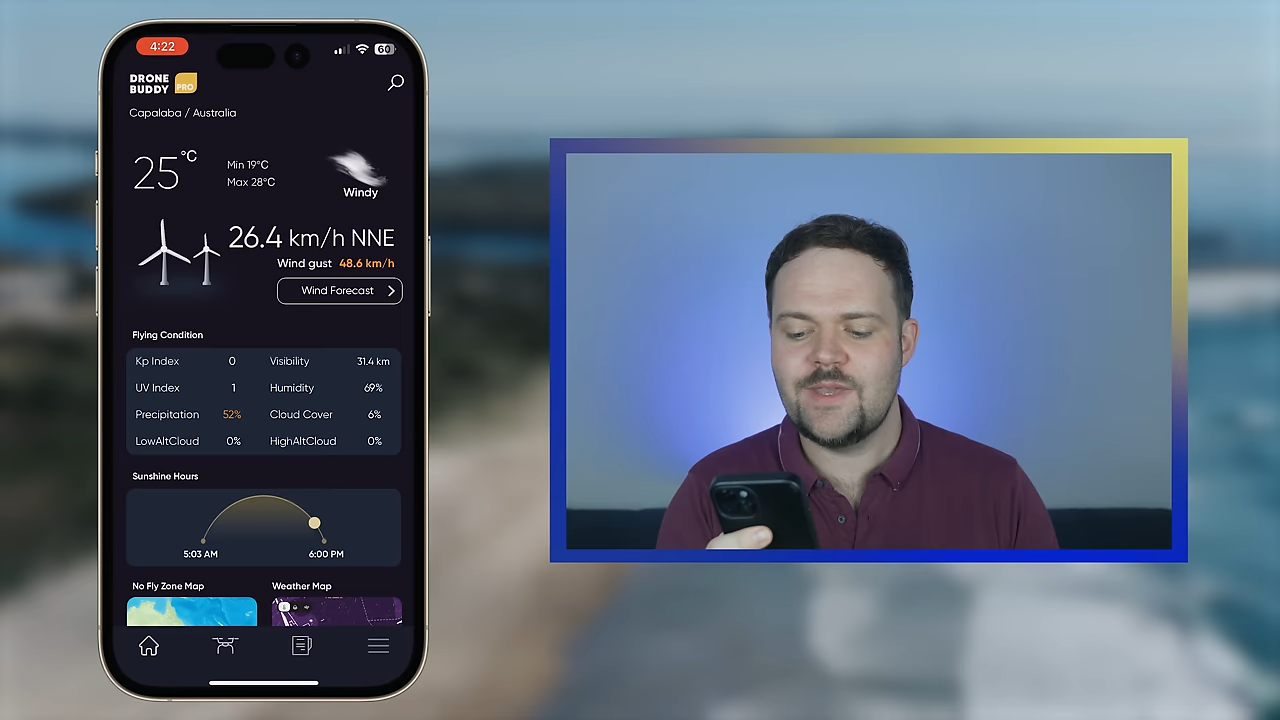 4:22
60
DRONE
BUDDY PRO
Capalaba / Australia
25 °C
Min 19°C
Max 28°C
Windy
26.4 km/h NNE
Wind gust 48.6 km/h
Wind Forecast
Flying Condition
Kp Index 0 Visibility 31.4 km
UV Index 1 Humidity 69%
Precipitation 52% Cloud Cover 6%
LowAltCloud 0% HighAltCloud 0%
Sunshine Hours
5:03 AM 6:00 PM
No Fly Zone Map Weather Map